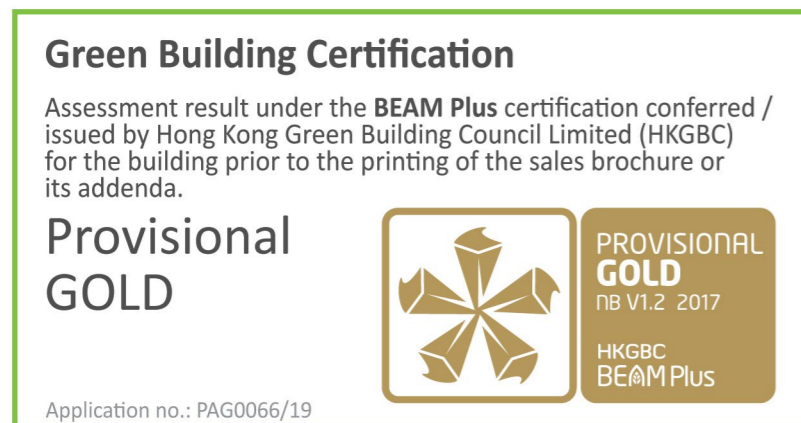 Green Building Certification
Assessment result under the BEAM Plus certification conferred /
issued by Hong Kong Green Building Council Limited (HKGBC)
for the building prior to the printing of the sales brochure or
its addenda.
Provisional
GOLD
PROVISIONAL
GOLD
NB V1.2 2017
HKGBC
BEAM Plus
Application no.: PAG0066/19